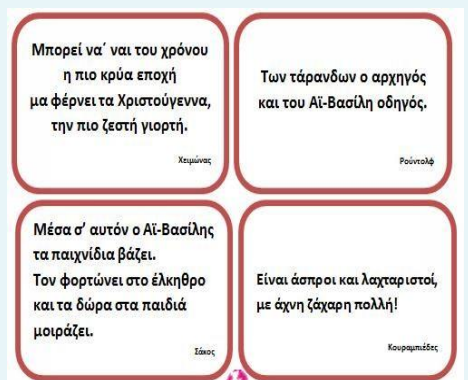 Μπορεί να΄ ναι του χρόνου
η πιο κρύα εποχή
μα φέρνει τα Χριστούγεννα,
την πιο ζεστή γιορτή.
Χειμώνας
Των τάρανδων ο αρχηγός
και του Αϊ-Βασίλη οδηγός.
Ρούντολφ
Μέσα σ’ αυτόν ο Αϊ-Βασίλης
τα παιχνίδια βάζει.
Τον φορτώνει στο έλκηθρο
και τα δώρα στα παιδιά
μοιράζει.
Σάκος
Είναι άσπροι και λαχταριστοί,
με άχνη ζάχαρη πολλή!
Κουραμπιέδες